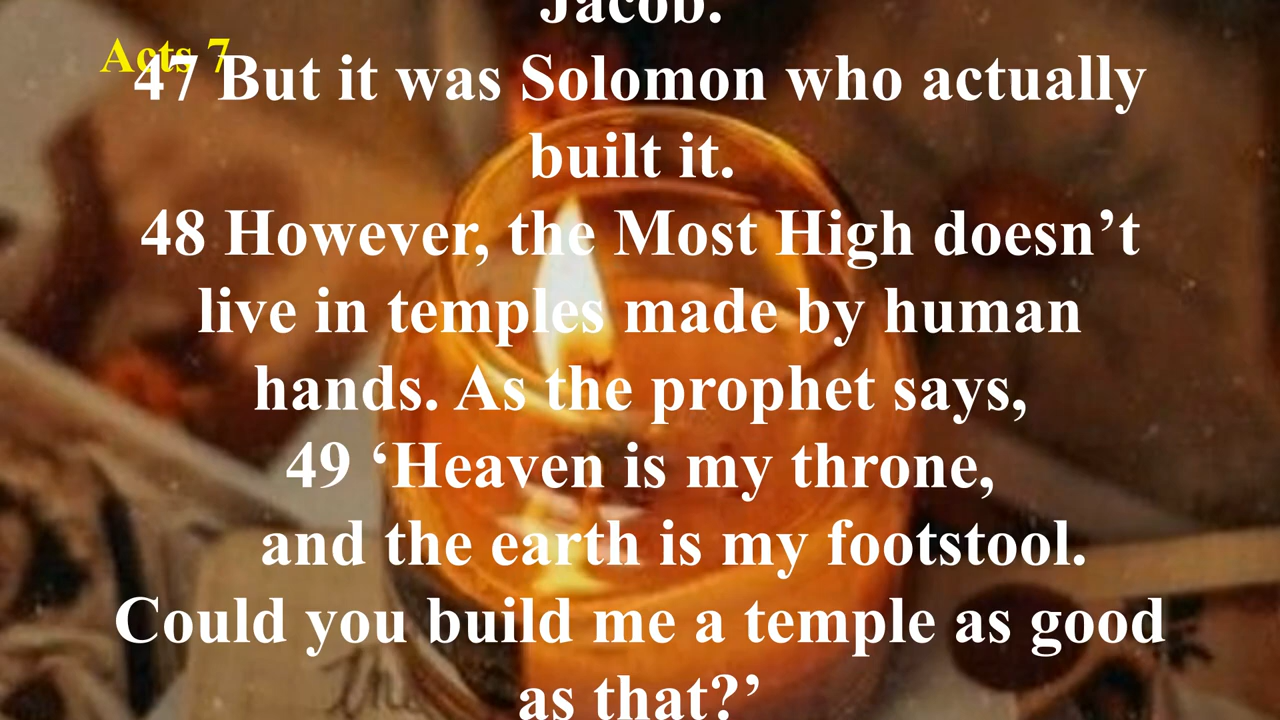 Jacob.
Acts 7
47 But it was Solomon who actually
built it.
48 However, the Most High doesn’t
live in temples made by human
hands. As the prophet says,
49 ‘Heaven is my throne,
and the earth is my footstool.
Could you build me a temple as good
as that?’